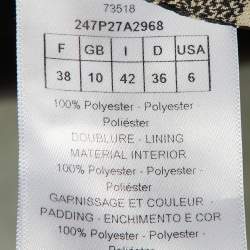 73518
247P27A2968
F GB I D USA
38 10 42 36 6
100% Polyester - Polyester
Poliéster
DOUBLURE - LINING
MATERIAL INTERIOR
100% Polyester - Polyester -
Poliéster
GARNISSAGE ET COULEUR -
PADDING - ENCHIMENTO E COR
100% Polyester - Polyester -
Poliéster